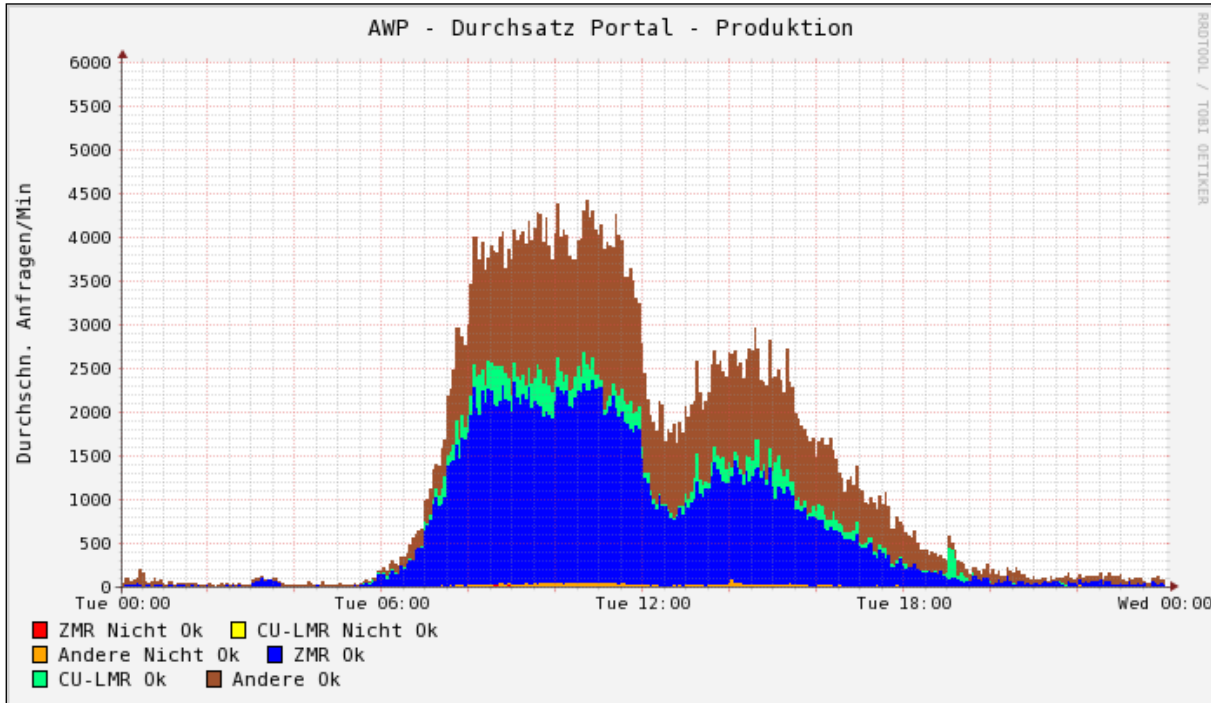 AWP - Durchsatz Portal - Produktion
RRDTOOL / TOBI OETIKER
Durchschn. Anfragen/Min
6000
5500
5000
4500
4000
3500
3000
2500
2000
1500
1000
500
0
Tue 00:00 Tue 06:00 Tue 12:00 Tue 18:00 Wed 00:00
ZMR Nicht Ok CU-LMR Nicht Ok
Andere Nicht Ok ZMR Ok
CU-LMR Ok Andere Ok